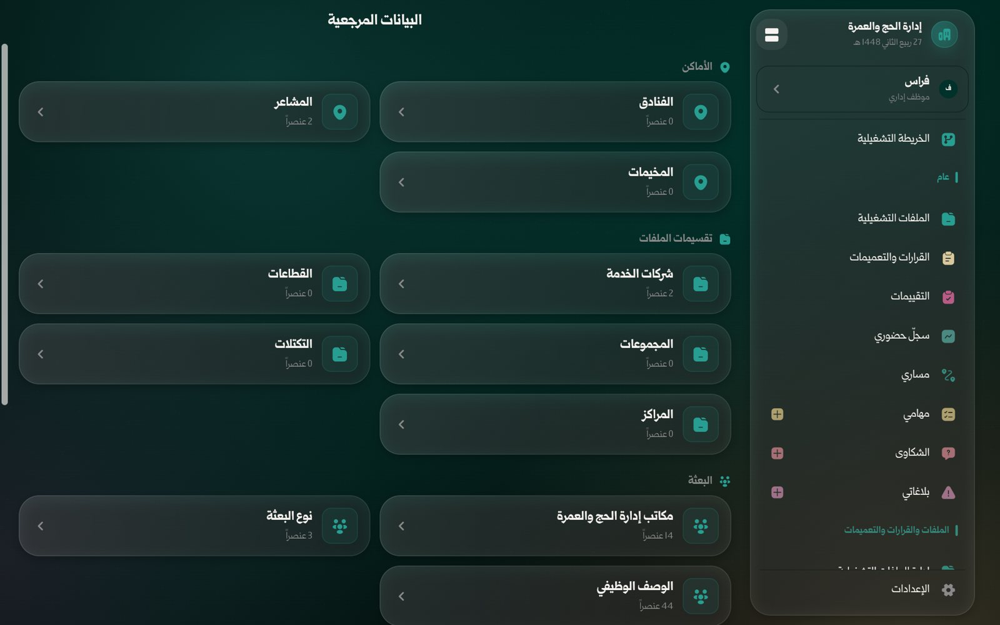 إدارة الحج والعمرة
27 ربيع الثاني 1448 هـ
ف
فراس
موظف إداري
الخريطة التشغيلية
عام
الملفات التشغيلية
القرارات والتعميمات
التقييمات
سجلّ حضوري
مساري
مهامي
الشكاوى
بلاغاتي
الملفات والقرارات والتعميمات
الإعدادات
البيانات المرجعية
الأماكن
الفنادق
0 عنصراً
المشاعر
2 عنصراً
المخيمات
0 عنصراً
تقسيمات الملفات
شركات الخدمة
2 عنصراً
القطاعات
0 عنصراً
المجموعات
0 عنصراً
التكتلات
0 عنصراً
المراكز
0 عنصراً
البعثة
مكاتب إدارة الحج والعمرة
14 عنصراً
نوع البعثة
3 عنصراً
الوصف الوظيفي
44 عنصراً